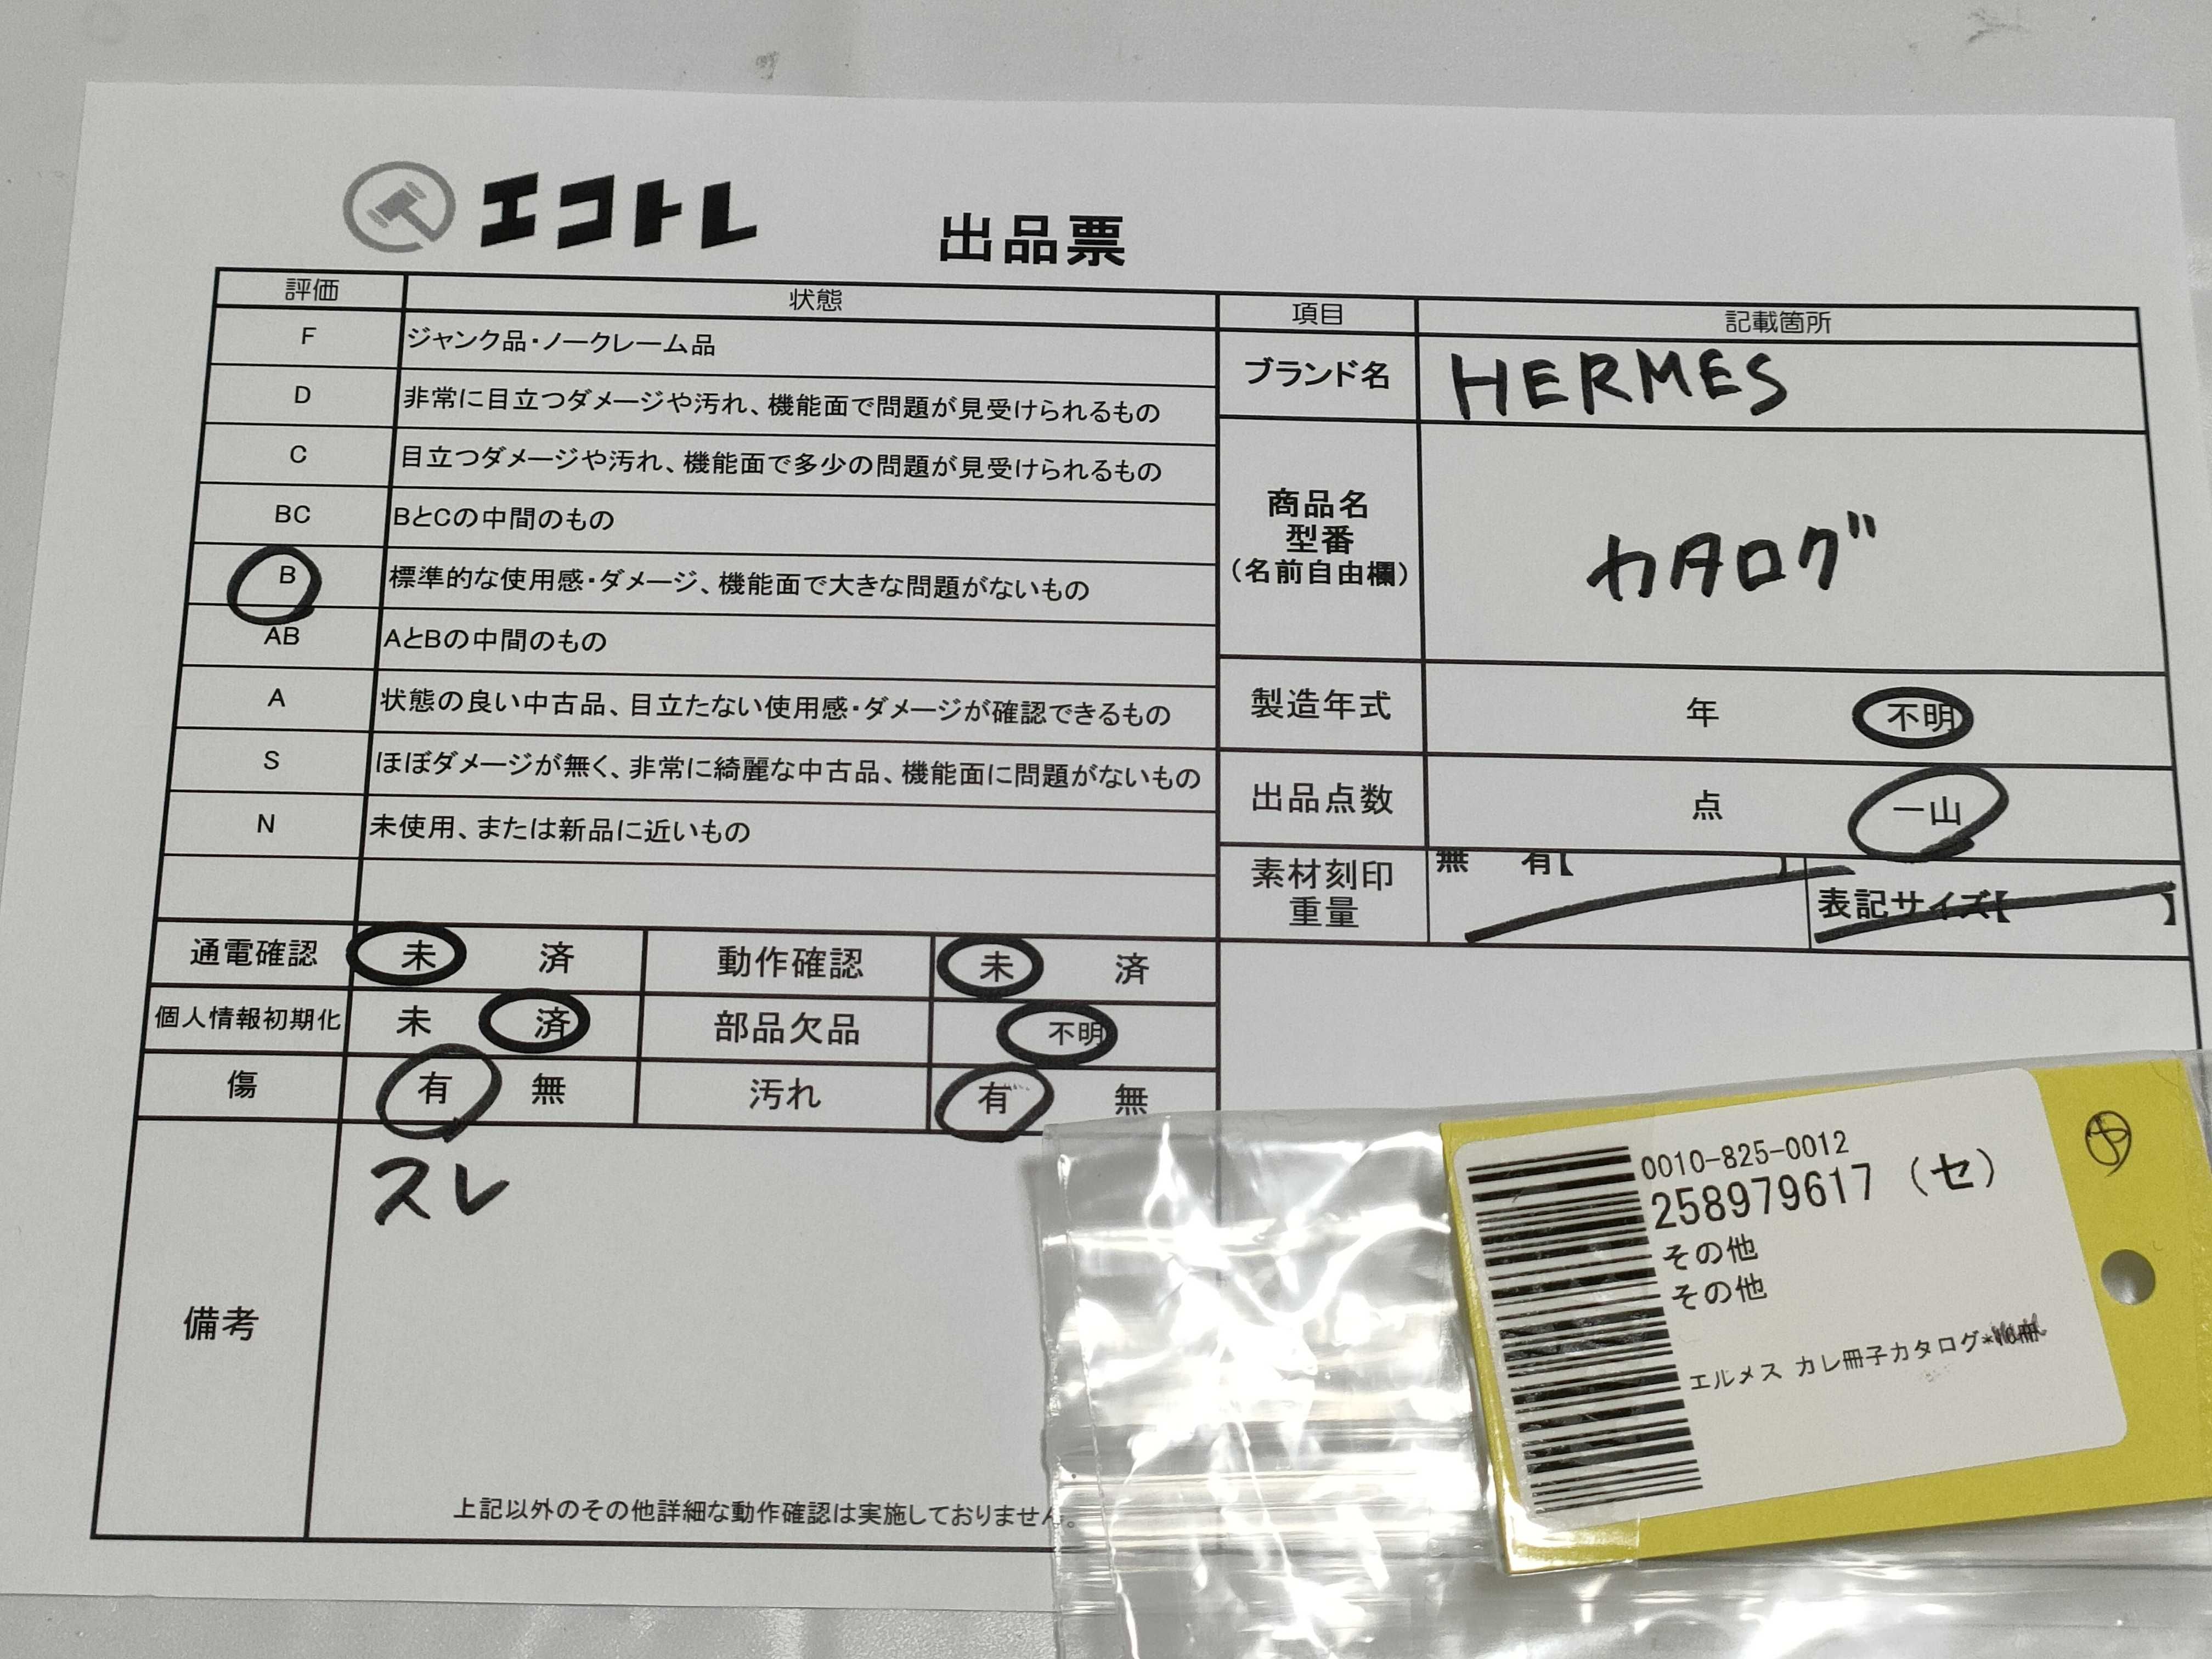 エコトレ
出品票
評価 状態
F ジャンク品・ノークレーム品
D 非常に目立つダメージや汚れ、機能面で問題が見受けられるもの
C 目立つダメージや汚れ、機能面で多少の問題が見受けられるもの
BC BとCの中間のもの
B 標準的な使用感・ダメージ、機能面で大きな問題がないもの
AB AとBの中間のもの
A 状態の良い中古品、目立たない使用感・ダメージが確認できるもの
S ほぼダメージが無く、非常に綺麗な中古品、機能面に問題がないもの
N 未使用、または新品に近いもの
通電確認 未 済 動作確認 未 済
個人情報初期化 未 済 部品欠品 不明
傷 有 無 汚れ 有 無
備考
スレ
上記以外のその他詳細な動作確認は実施しておりません。
項目 記載箇所
ブランド名 HERMES
商品名
型番
(名前自由欄)
カタログ
製造年式 年 不明
出品点数 点 一山
素材刻印
重量
無 有【 】
表記サイズ【 】
0010-825-0012
258979617 (セ)
その他
その他
エルメス カレ冊子カタログ*